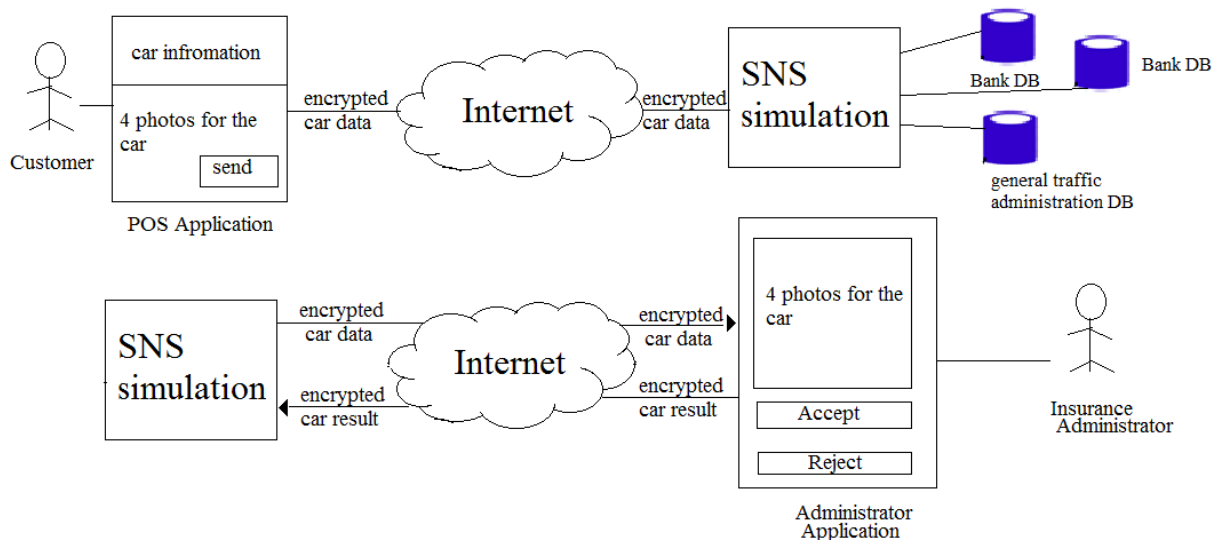 car infromation
4 photos for the
car
send
Customer
POS Application
encrypted
car data
Internet
encrypted
car data
SNS
simulation
Bank DB
Bank DB
general traffic
administration DB
SNS
simulation
encrypted
car data
encrypted
car result
Internet
encrypted
car data
encrypted
car result
4 photos for the
car
Accept
Reject
Administrator
Application
Insurance
Administrator